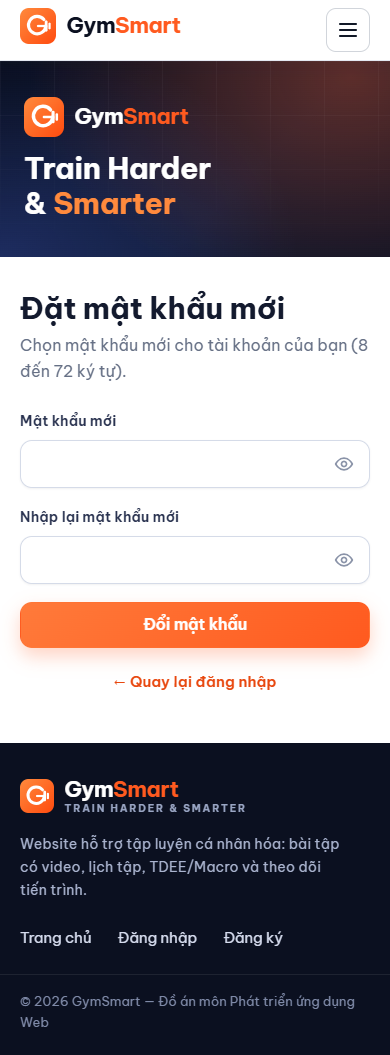 GymSmart
GymSmart
Train Harder
& Smarter
Đặt mật khẩu mới
Chọn mật khẩu mới cho tài khoản của bạn (8
đến 72 ký tự).
Mật khẩu mới
Nhập lại mật khẩu mới
Đổi mật khẩu
← Quay lại đăng nhập
GymSmart
TRAIN HARDER & SMARTER
Website hỗ trợ tập luyện cá nhân hóa: bài tập
có video, lịch tập, TDEE/Macro và theo dõi
tiến trình.
Trang chủ Đăng nhập Đăng ký
© 2026 GymSmart — Đồ án môn Phát triển ứng dụng
Web